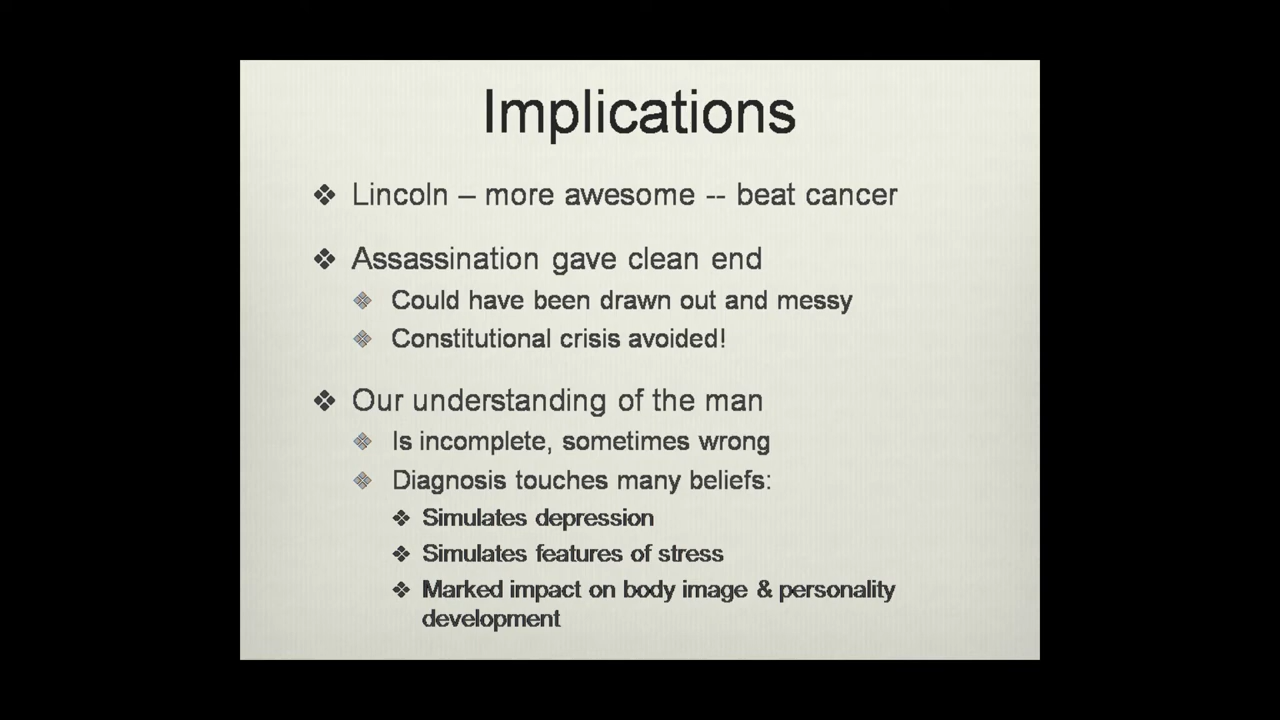 Implications
❖ Lincoln – more awesome -- beat cancer
❖ Assassination gave clean end
❖ Could have been drawn out and messy
❖ Constitutional crisis avoided!
❖ Our understanding of the man
❖ Is incomplete, sometimes wrong
❖ Diagnosis touches many beliefs:
❖ Simulates depression
❖ Simulates features of stress
❖ Marked impact on body image & personality
development